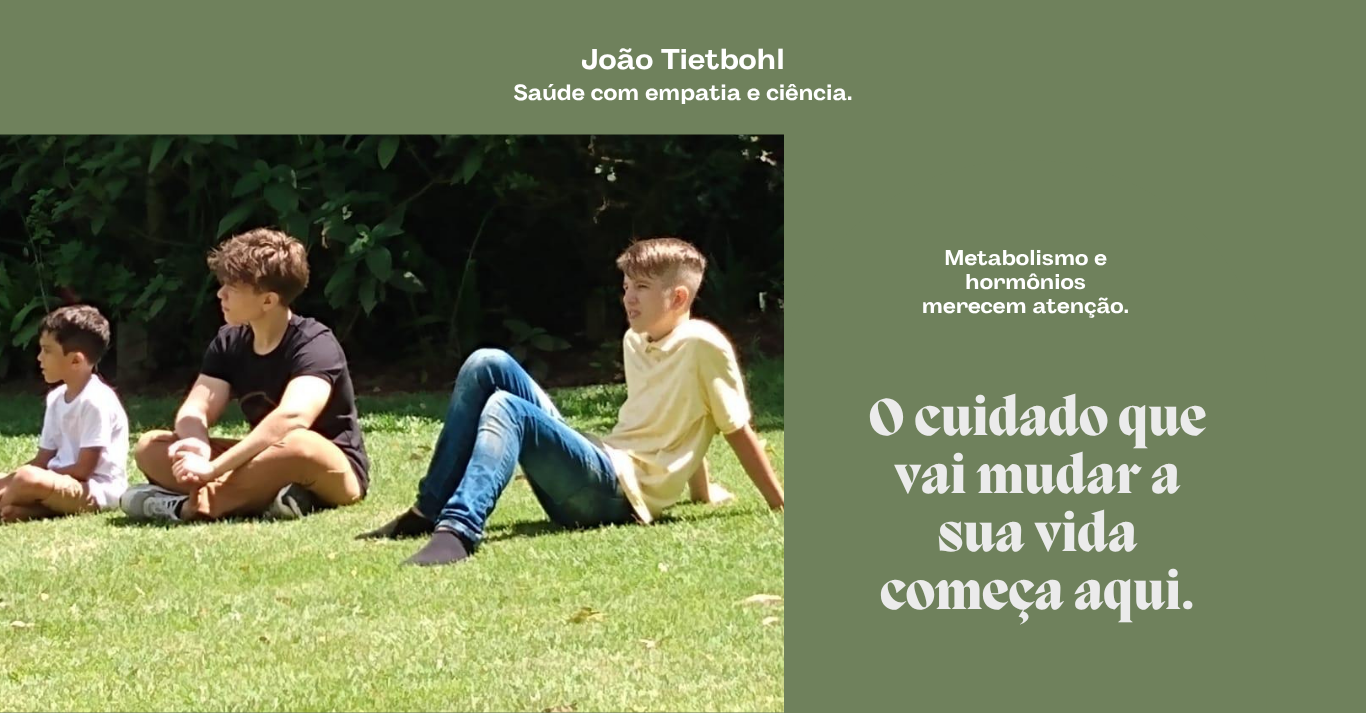 João Tietbohl
Saúde com empatia e ciência.
Metabolismo e
hormônios
merecem atenção.
O cuidado que
vai mudar a
sua vida
começa aqui.